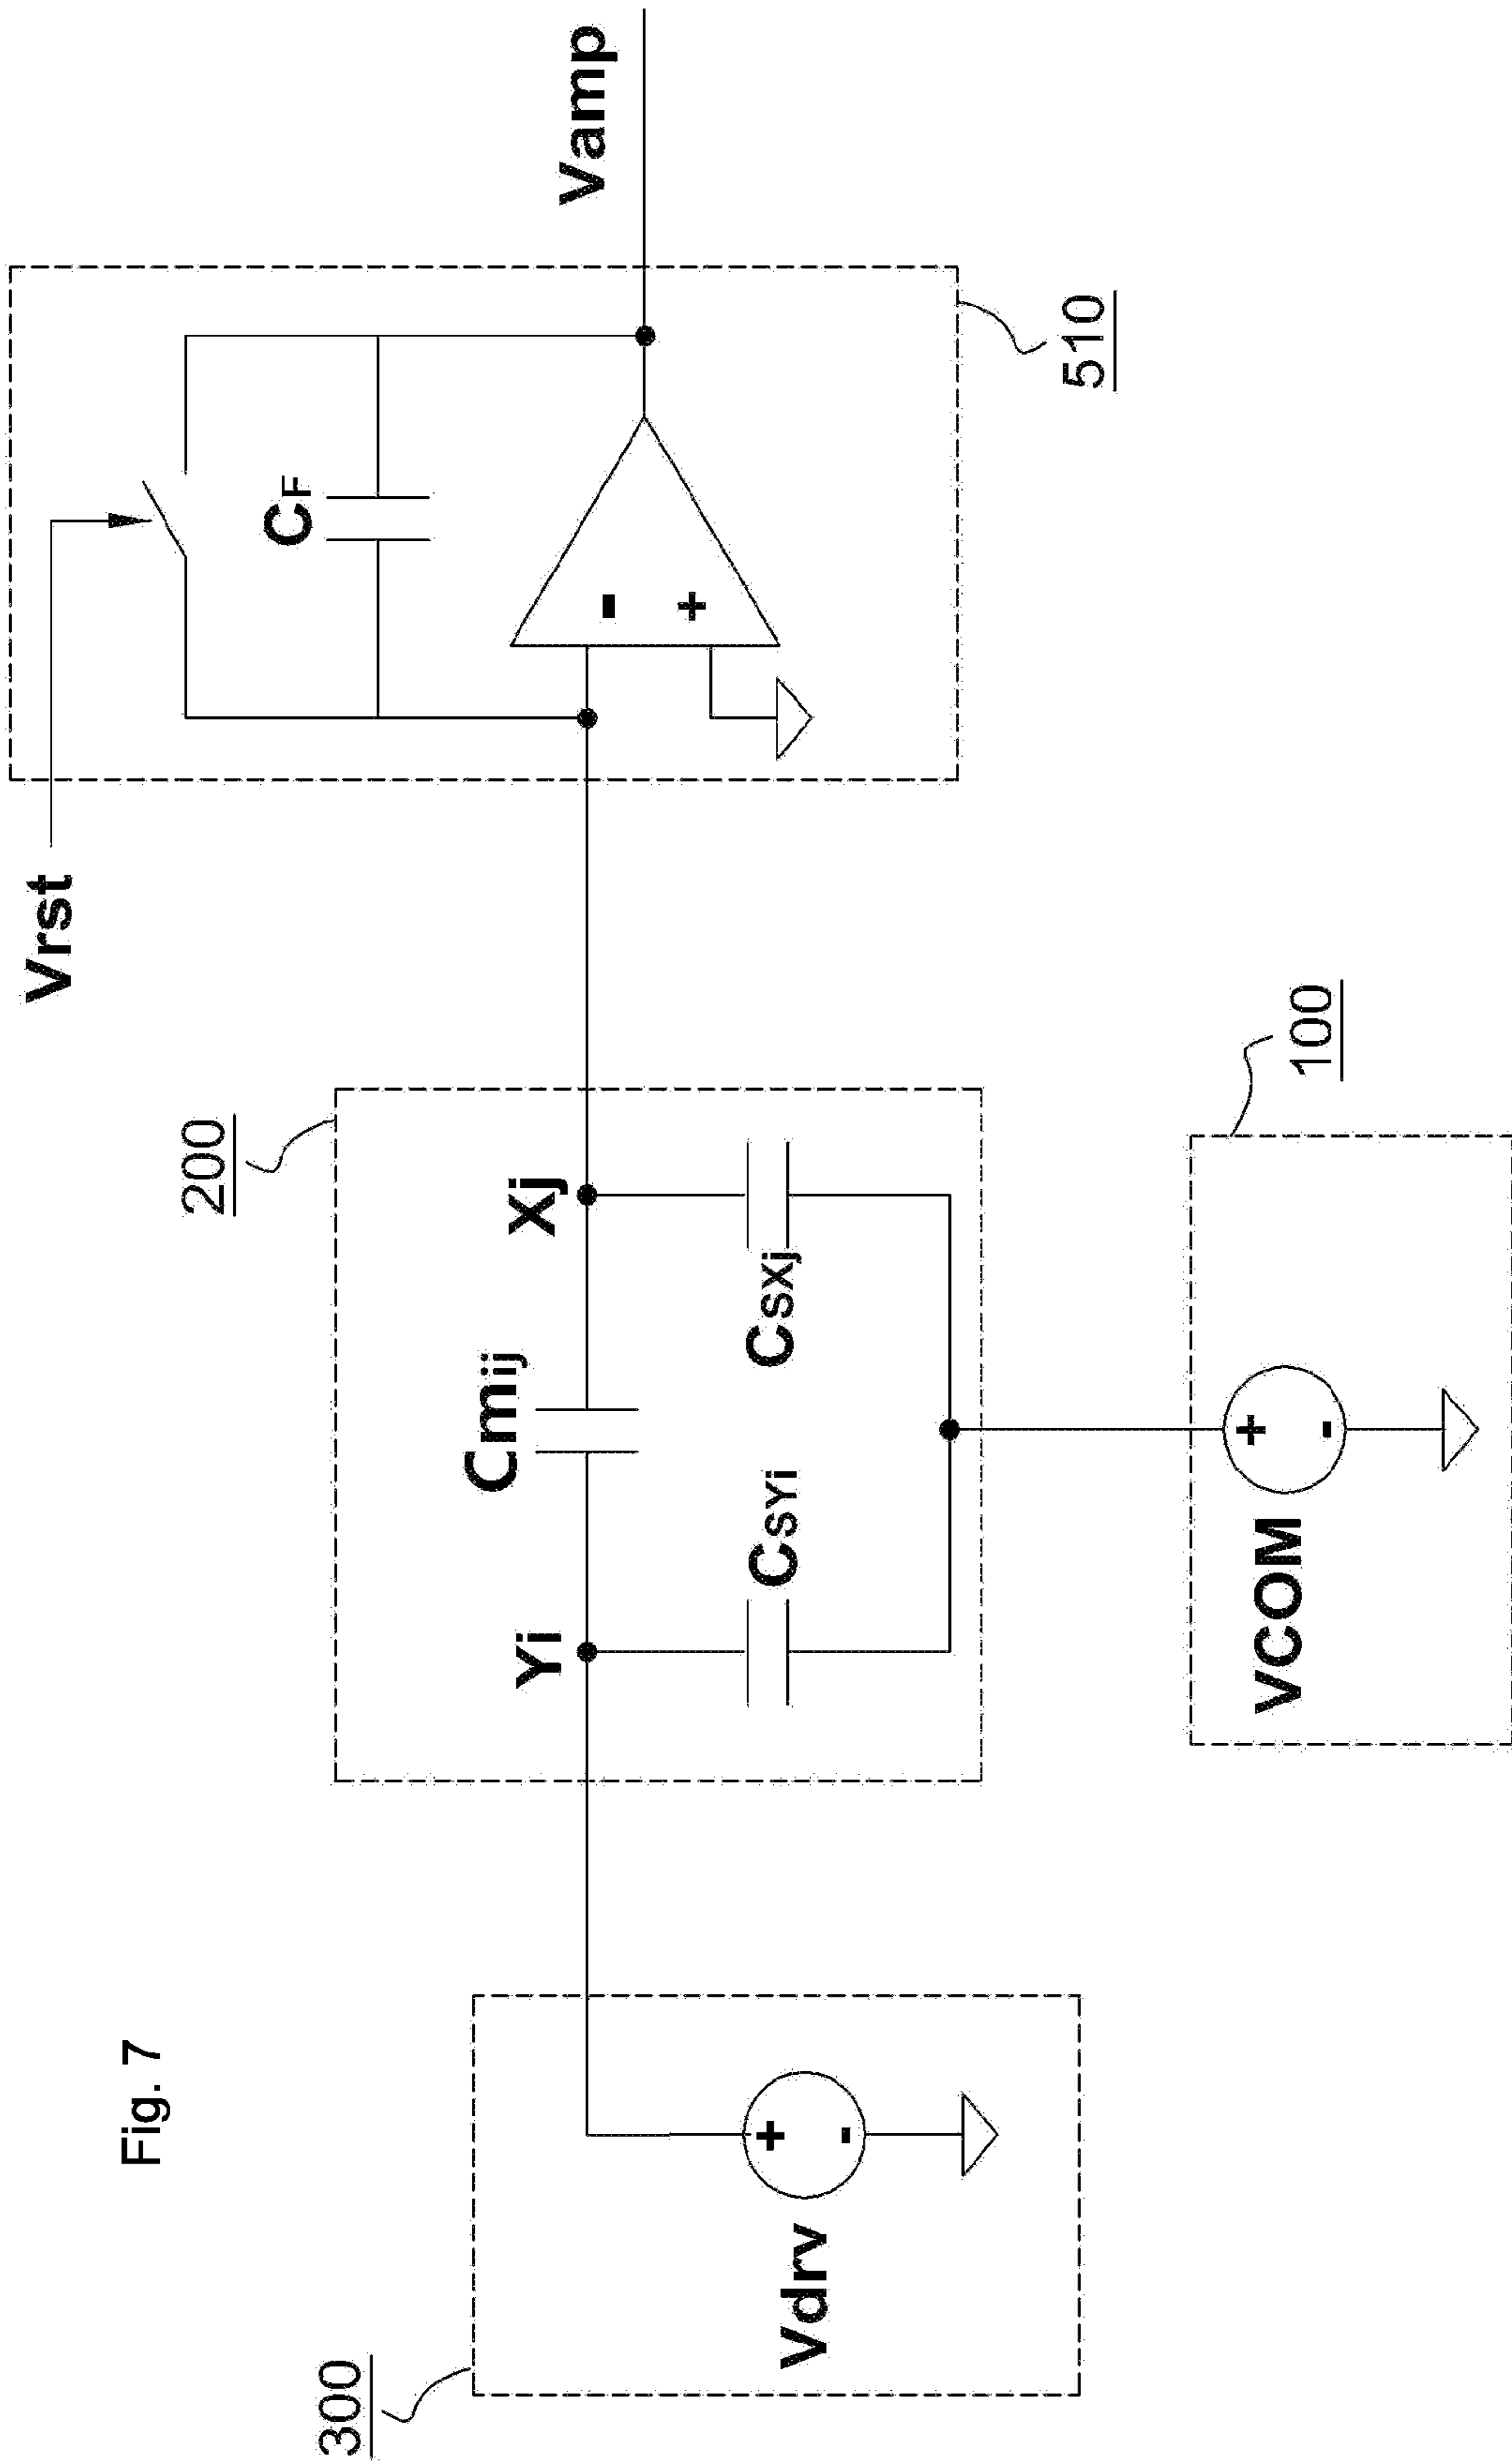 Fig. 7
Vrst
CF
-
+
Vamp
510
200
Yi
Cmij
Xj
CSYi
CSXj
300
Vdrv
+
-
VCOM
+
-
100